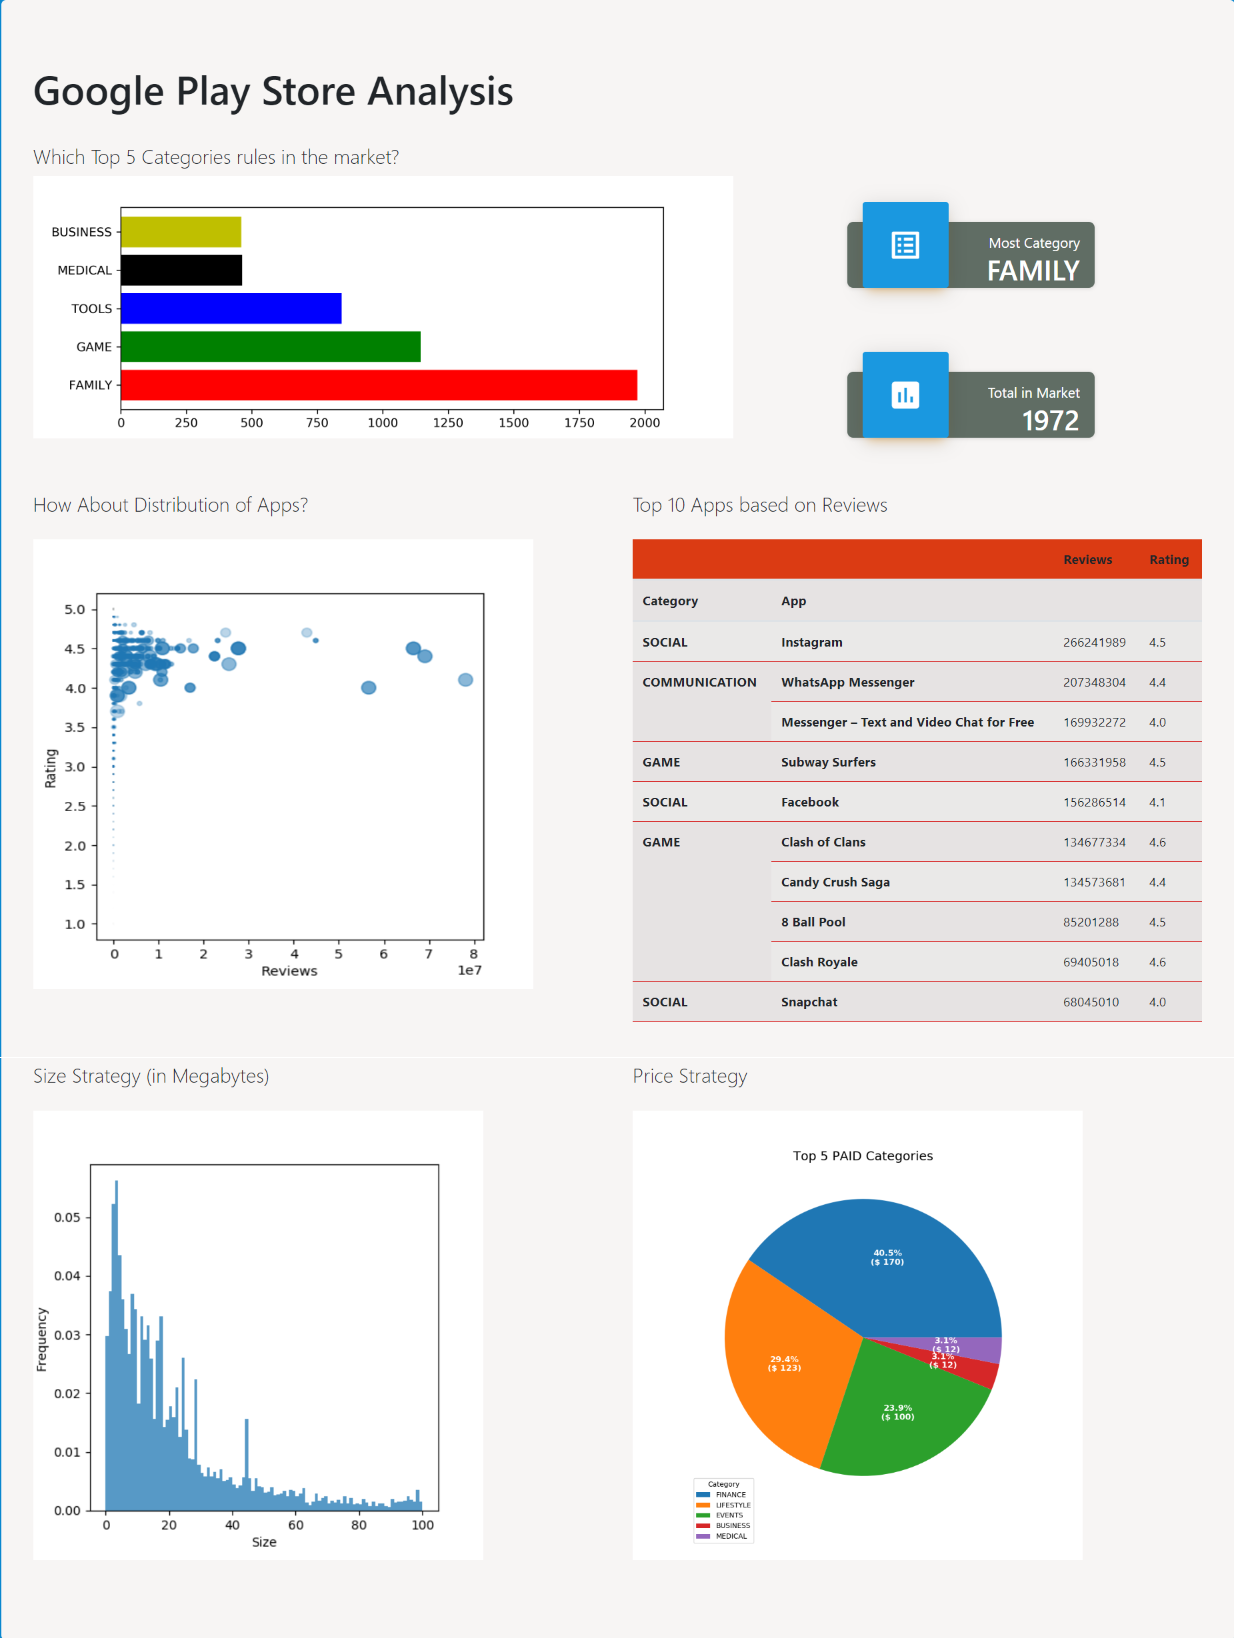 Google Play Store Analysis
Which Top 5 Categories rules in the market?
BUSINESS
MEDICAL
TOOLS
GAME
FAMILY
0 250 500 750 1000 1250 1500 1750 2000
Most Category
FAMILY
Total in Market
1972
How About Distribution of Apps?
5.0
4.5
4.0
3.5
3.0
2.5
2.0
1.5
1.0
Rating
0 1 2 3 4 5 6 7 8
Reviews 1e7
Top 10 Apps based on Reviews
Reviews Rating
Category App
SOCIAL Instagram 266241989 4.5
COMMUNICATION WhatsApp Messenger 207348304 4.4
Messenger – Text and Video Chat for Free 169932272 4.0
GAME Subway Surfers 166331958 4.5
SOCIAL Facebook 156286514 4.1
GAME Clash of Clans 134677334 4.6
Candy Crush Saga 134573681 4.4
8 Ball Pool 85201288 4.5
Clash Royale 69405018 4.6
SOCIAL Snapchat 68045010 4.0
Size Strategy (in Megabytes)
0.05
0.04
0.03
0.02
0.01
0.00
Frequency
0 20 40 60 80 100
Size
Price Strategy
Top 5 PAID Categories
40.5%
($ 170)
3.1%
($ 12)
3.1%
($ 12)
29.4%
($ 123)
23.9%
($ 100)
Category
FINANCE
LIFESTYLE
EVENTS
BUSINESS
MEDICAL